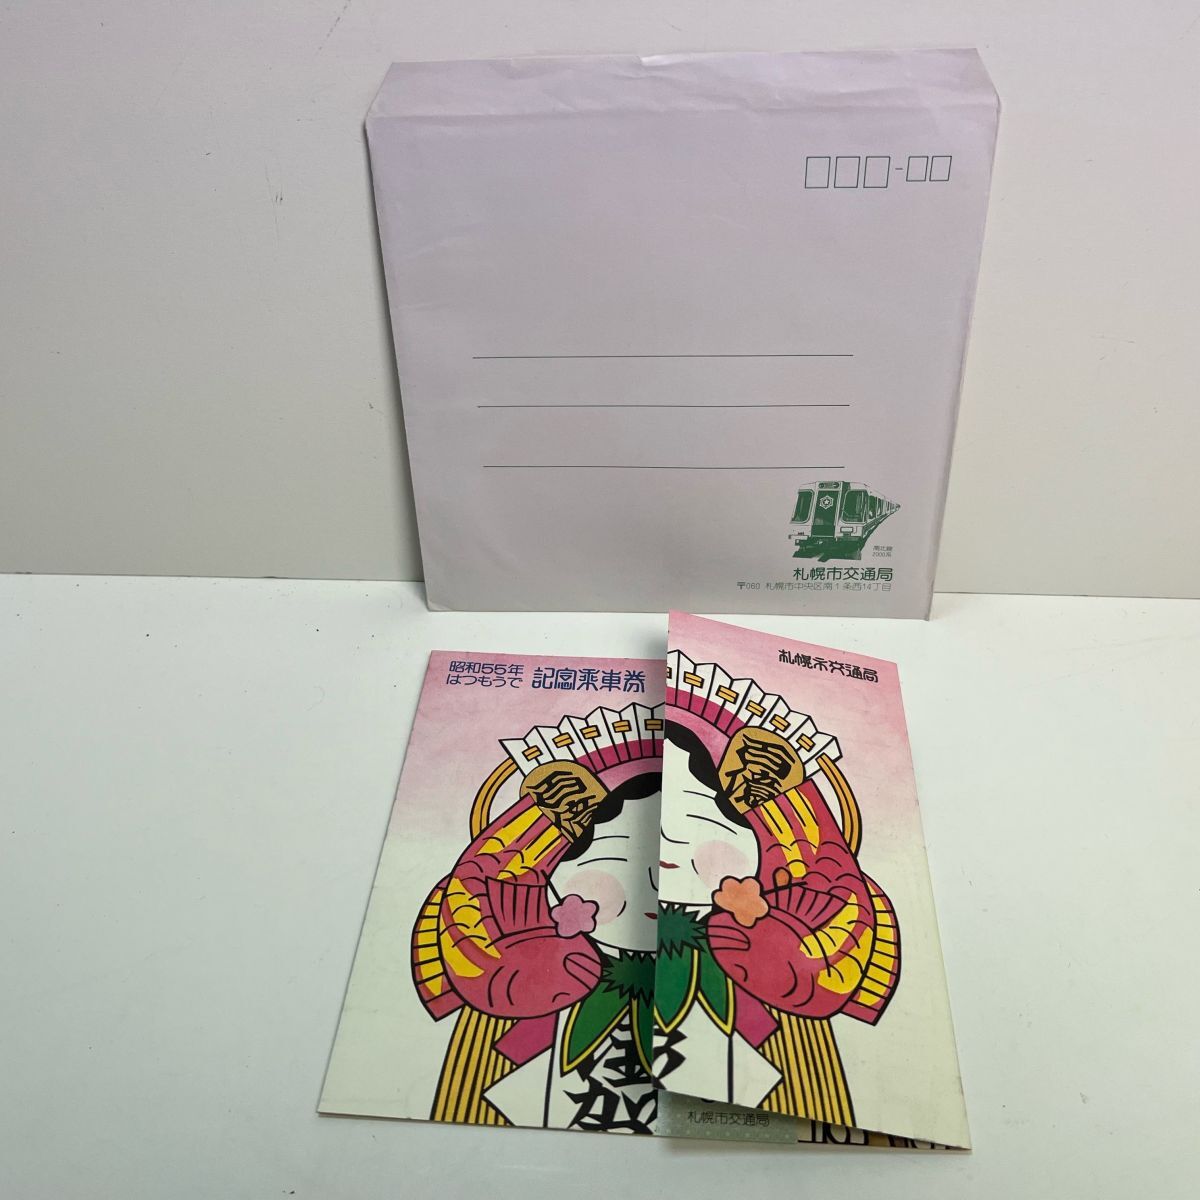 南北線
2000系
札幌市交通局
〒060 札幌市中央区南1条西14丁目
昭和55年
はつもうで 記念乗車券
札幌市交通局
百億
札幌市交通局